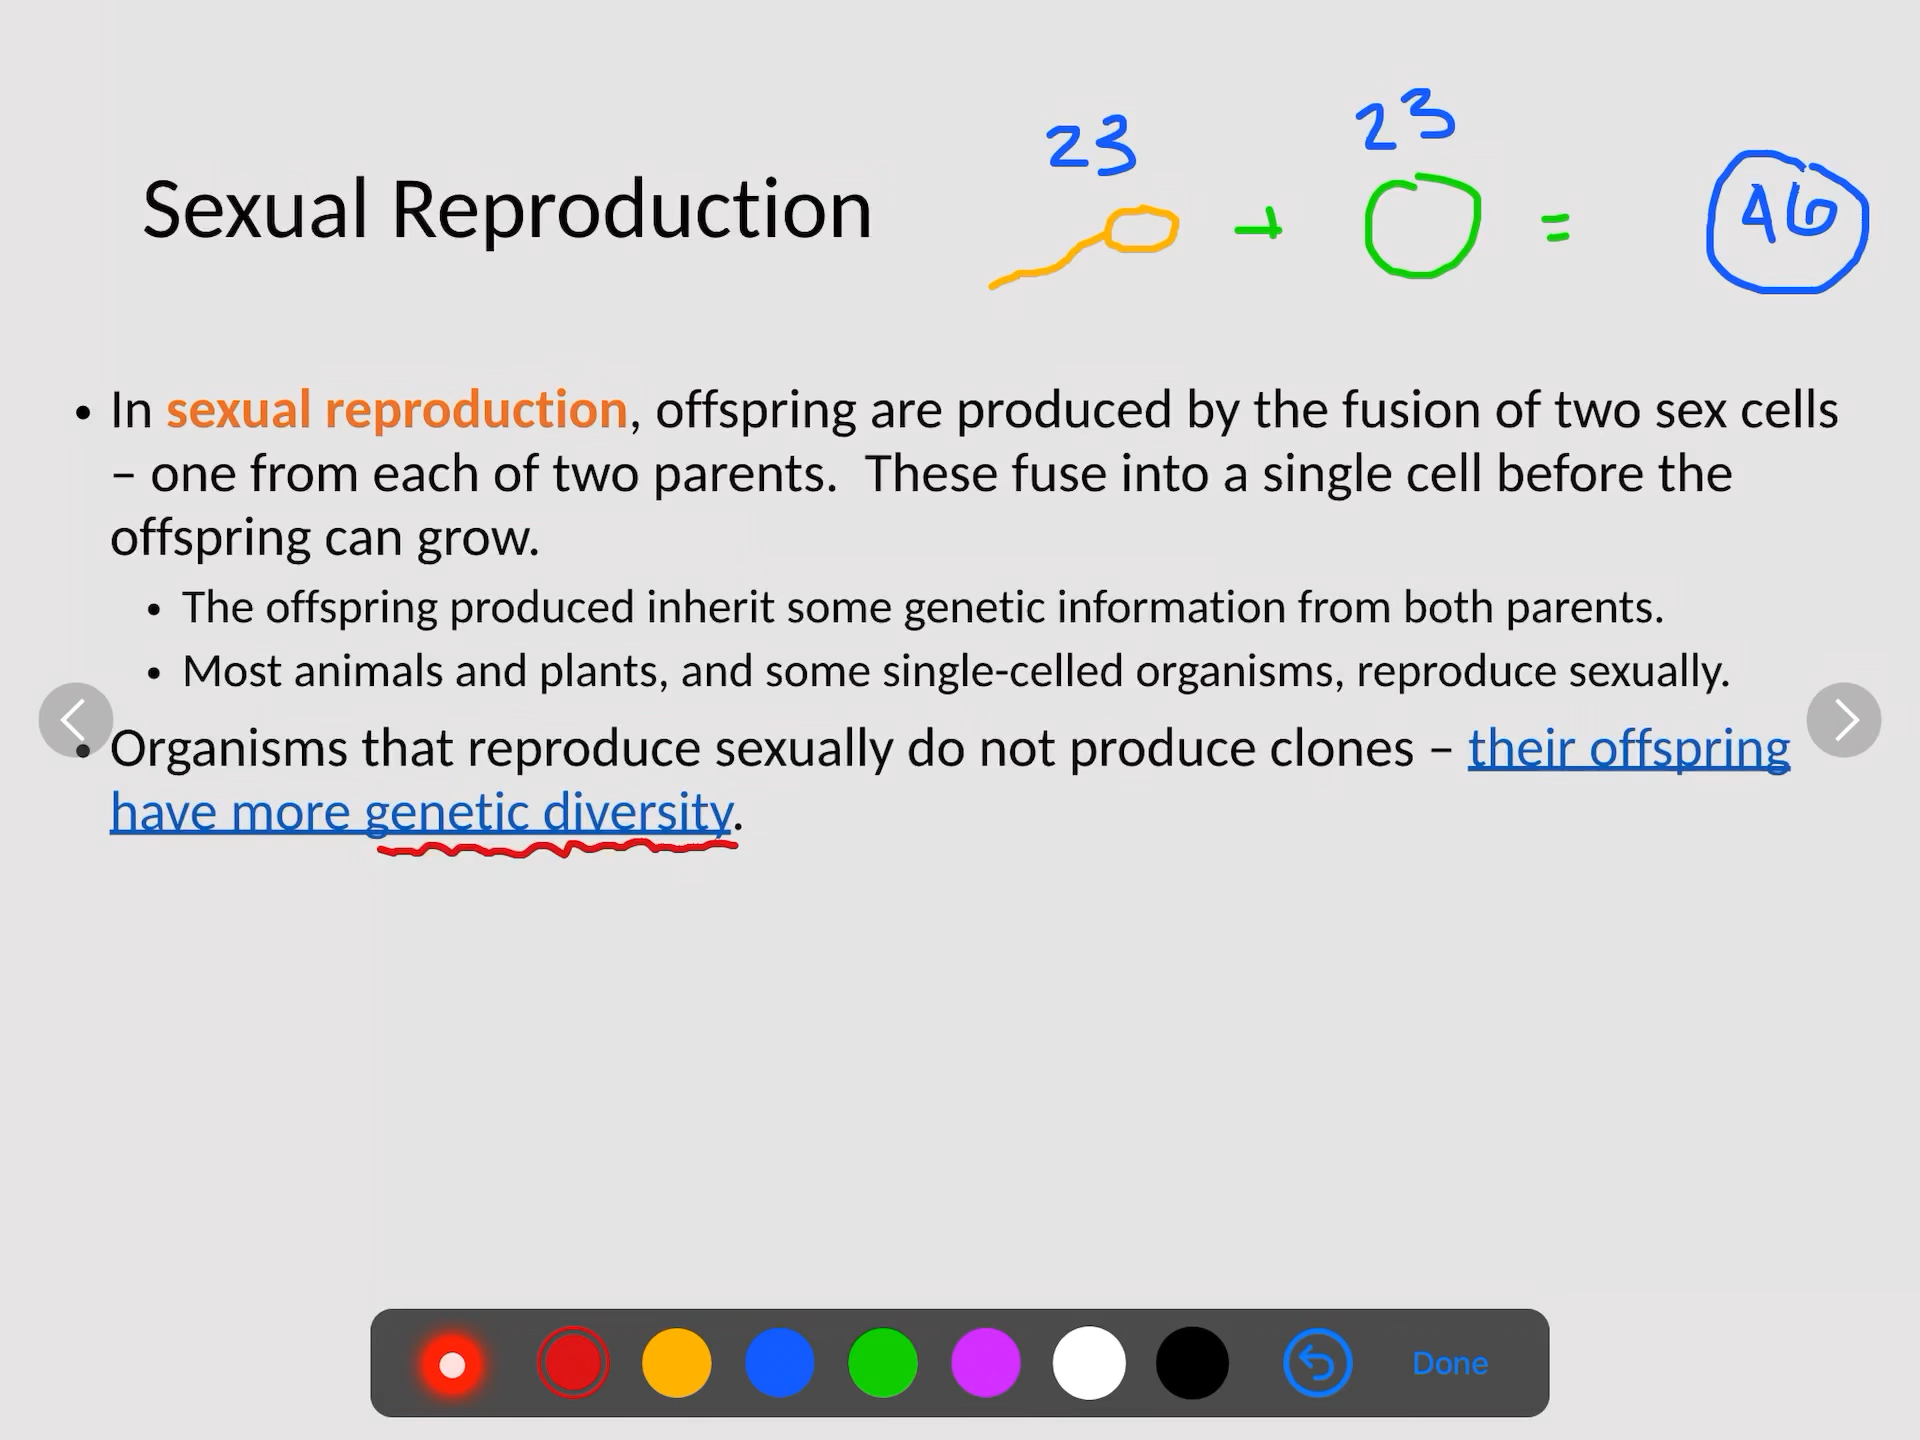 23 23
Sexual Reproduction + = 46
• In sexual reproduction, offspring are produced by the fusion of two sex cells
– one from each of two parents. These fuse into a single cell before the
offspring can grow.
• The offspring produced inherit some genetic information from both parents.
• Most animals and plants, and some single-celled organisms, reproduce sexually.
• Organisms that reproduce sexually do not produce clones – their offspring
have more genetic diversity.
Done